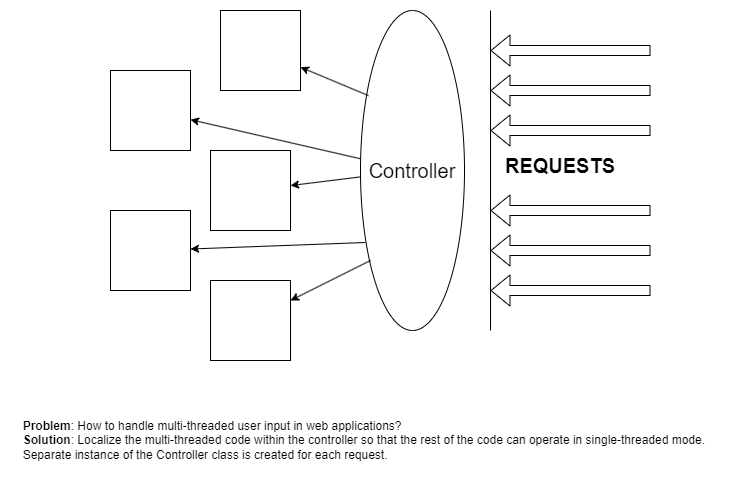 Controller
REQUESTS
Problem: How to handle multi-threaded user input in web applications?
Solution: Localize the multi-threaded code within the controller so that the rest of the code can operate in single-threaded mode.
Separate instance of the Controller class is created for each request.